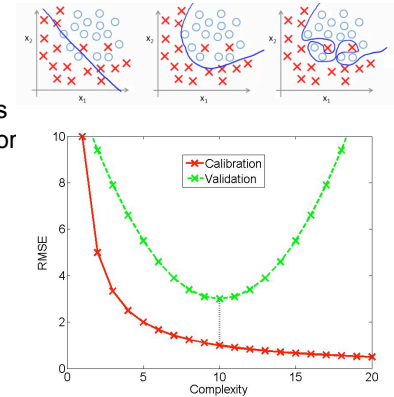 x₂
x₁
x₂
x₁
x₂
x₁
s
or
Calibration
Validation
RMSE
10
8
6
4
2
0
0 5 10 15 20
Complexity